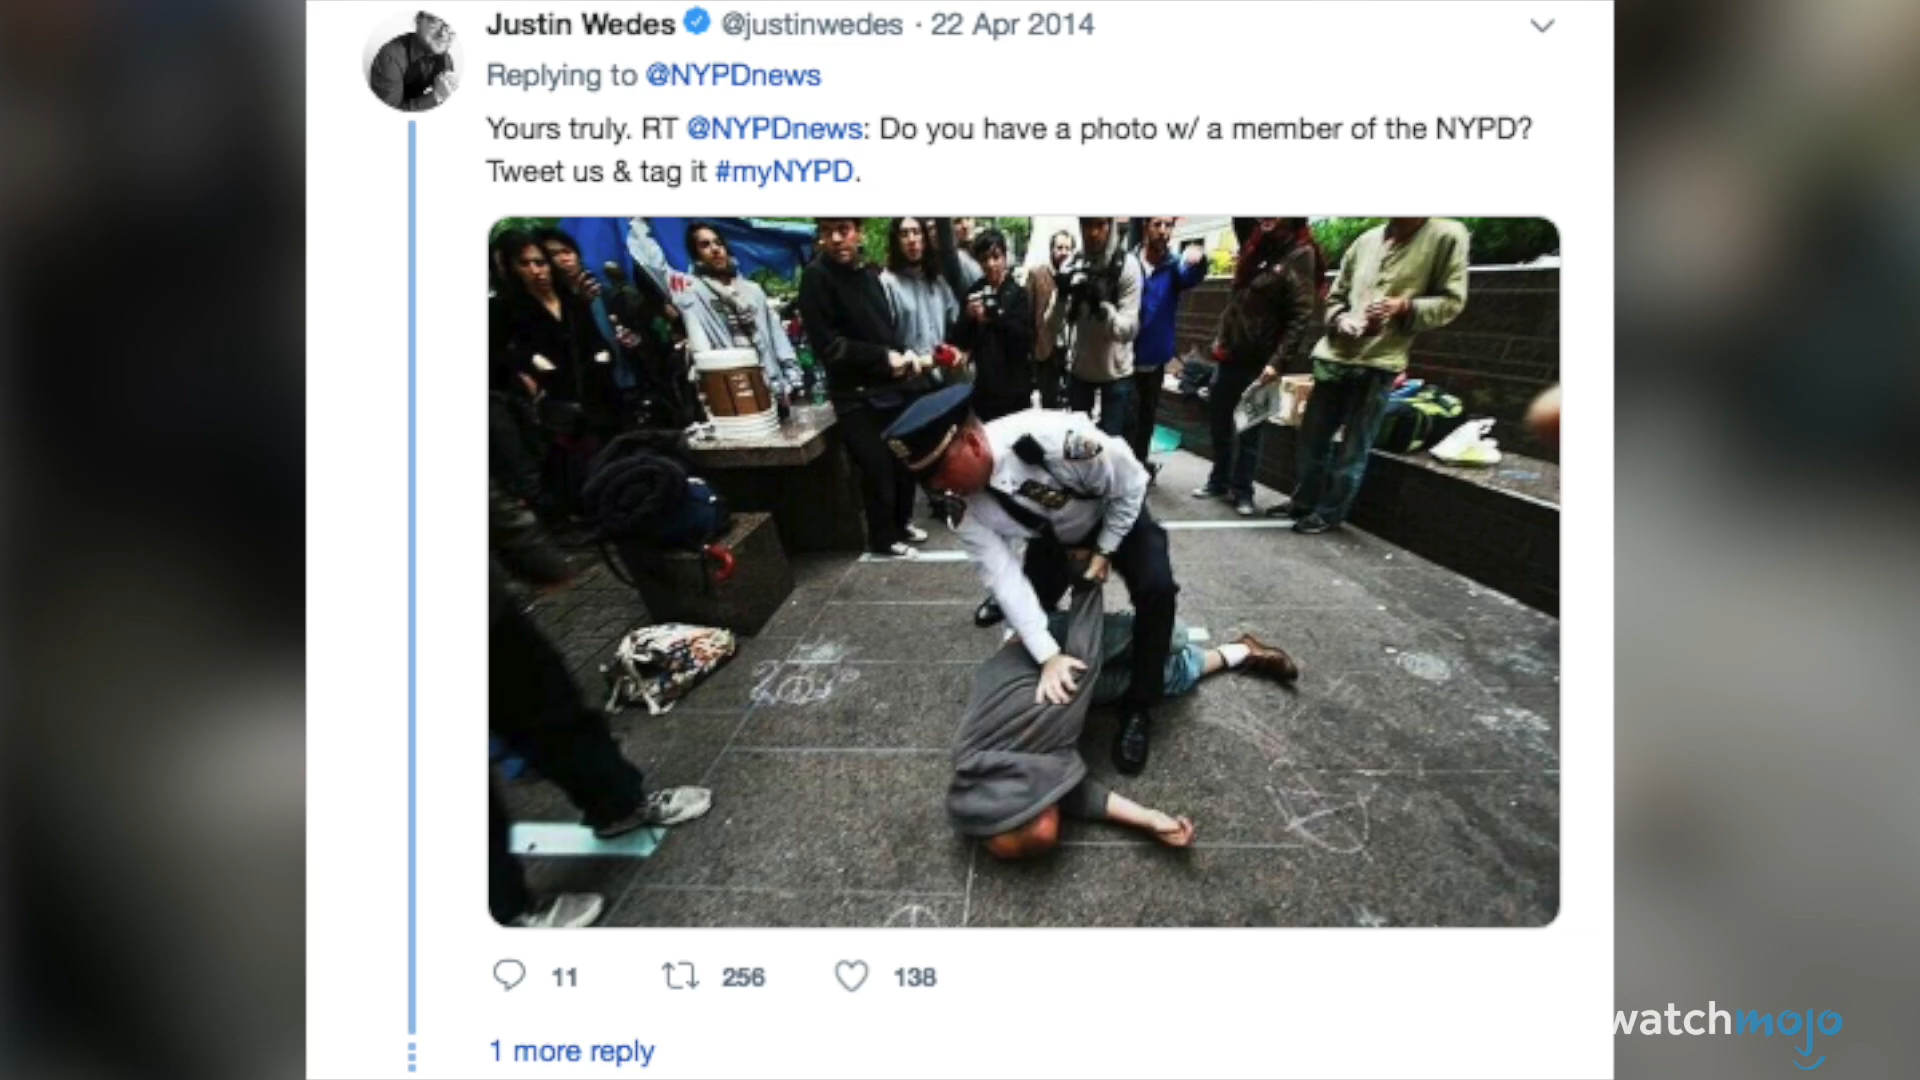 Justin Wedes @justinwedes · 22 Apr 2014
Replying to @NYPDnews
Yours truly. RT @NYPDnews: Do you have a photo w/ a member of the NYPD?
Tweet us & tag it #myNYPD.
11 256 138
1 more reply
watchmojo